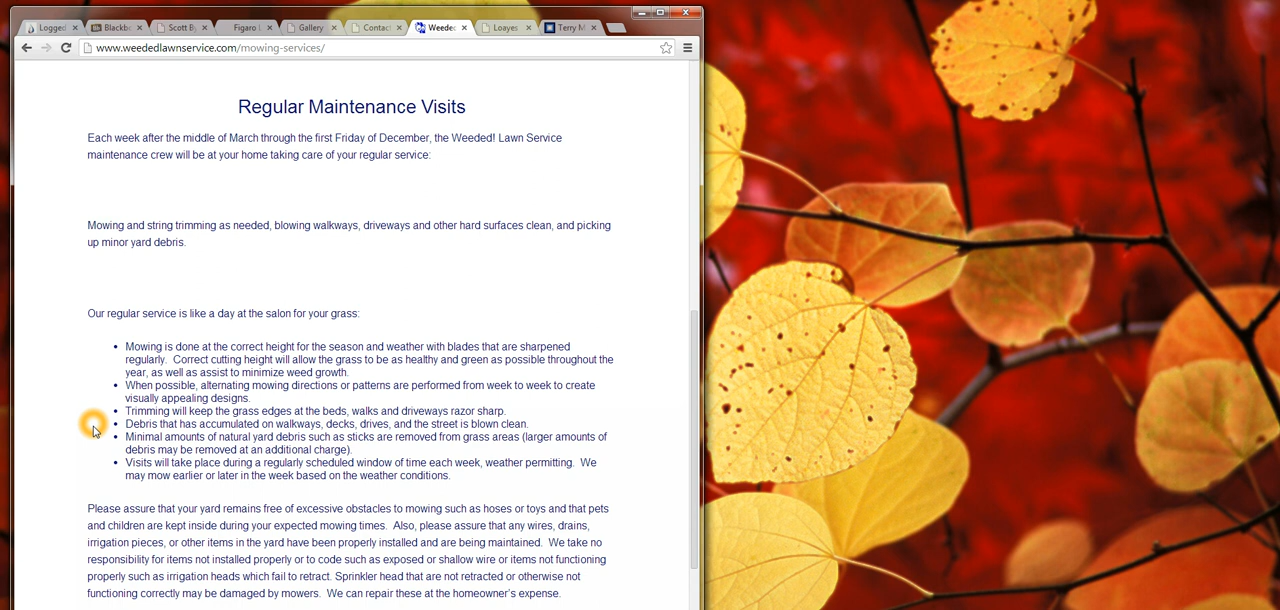 Logged
Blackb
Scott B
Figaro
Gallery
Contac
Weeded
Loayes
Terry M
www.weededlawnservice.com/mowing-services/
Regular Maintenance Visits
Each week after the middle of March through the first Friday of December, the Weeded! Lawn Service
maintenance crew will be at your home taking care of your regular service:
Mowing and string trimming as needed, blowing walkways, driveways and other hard surfaces clean, and picking
up minor yard debris.
Our regular service is like a day at the salon for your grass:
• Mowing is done at the correct height for the season and weather with blades that are sharpened
regularly. Correct cutting height will allow the grass to be as healthy and green as possible throughout the
year, as well as assist to minimize weed growth.
• When possible, alternating mowing directions or patterns are performed from week to week to create
visually appealing designs.
• Trimming will keep the grass edges at the beds, walks and driveways razor sharp.
• Debris that has accumulated on walkways, decks, drives, and the street is blown clean.
• Minimal amounts of natural yard debris such as sticks are removed from grass areas (larger amounts of
debris may be removed at an additional charge).
• Visits will take place during a regularly scheduled window of time each week, weather permitting. We
may mow earlier or later in the week based on the weather conditions.
Please assure that your yard remains free of excessive obstacles to mowing such as hoses or toys and that pets
and children are kept inside during your expected mowing times. Also, please assure that any wires, drains,
irrigation pieces, or other items in the yard have been properly installed and are being maintained. We take no
responsibility for items not installed properly or to code such as exposed or shallow wire or items not functioning
properly such as irrigation heads which fail to retract. Sprinkler head that are not retracted or otherwise not
functioning correctly may be damaged by mowers. We can repair these at the homeowner's expense.